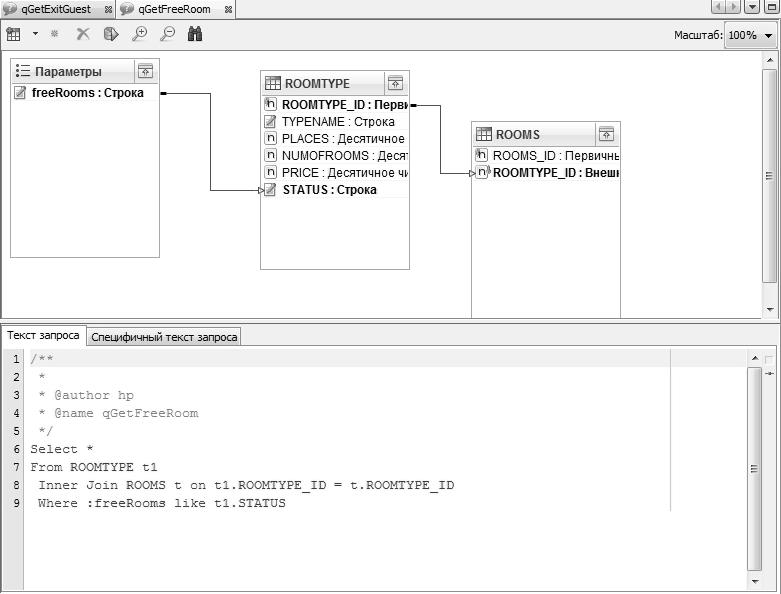 qGetExitGuest
qGetFreeRoom
Масштаб: 100%
Параметры
freeRooms : Строка
ROOMTYPE
ROOMTYPE_ID : Перви
TYPENAME : Строка
PLACES : Десятичное
NUMOFROOMS : Десят
PRICE : Десятичное чи
STATUS : Строка
ROOMS
ROOMS_ID : Первичнь
ROOMTYPE_ID : Внешн
Текст запроса
Специфичный текст запроса
1 /**
2 *
3 * @author hp
4 * @name qGetFreeRoom
5 */
6 Select *
7 From ROOMTYPE t1
8 Inner Join ROOMS t on t1.ROOMTYPE_ID = t.ROOMTYPE_ID
9 Where :freeRooms like t1.STATUS